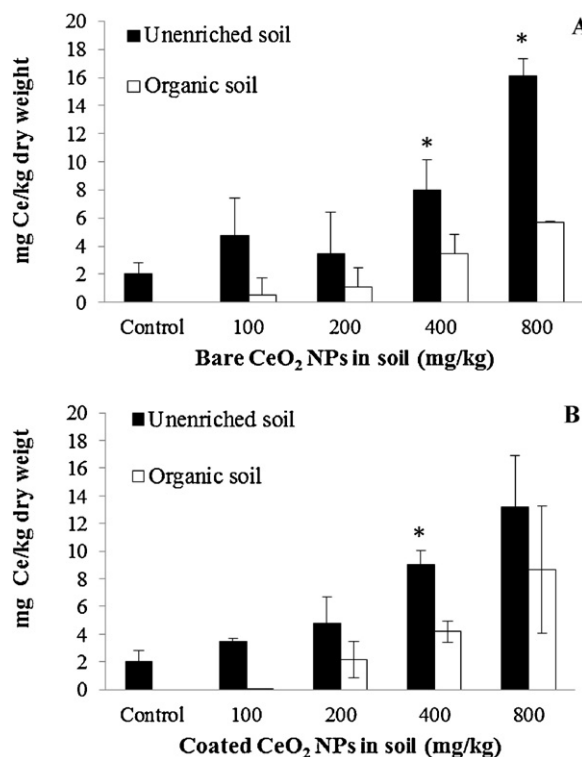 A
Unenriched soil
Organic soil
mg Ce/kg dry weight
20
18
16
14
12
10
8
6
4
2
0
* *
Control 100 200 400 800
Bare CeO₂ NPs in soil (mg/kg)
B
Unenriched soil
Organic soil
mg Ce/kg dry weigt
20
18
16
14
12
10
8
6
4
2
0
*
Control 100 200 400 800
Coated CeO₂ NPs in soil (mg/kg)